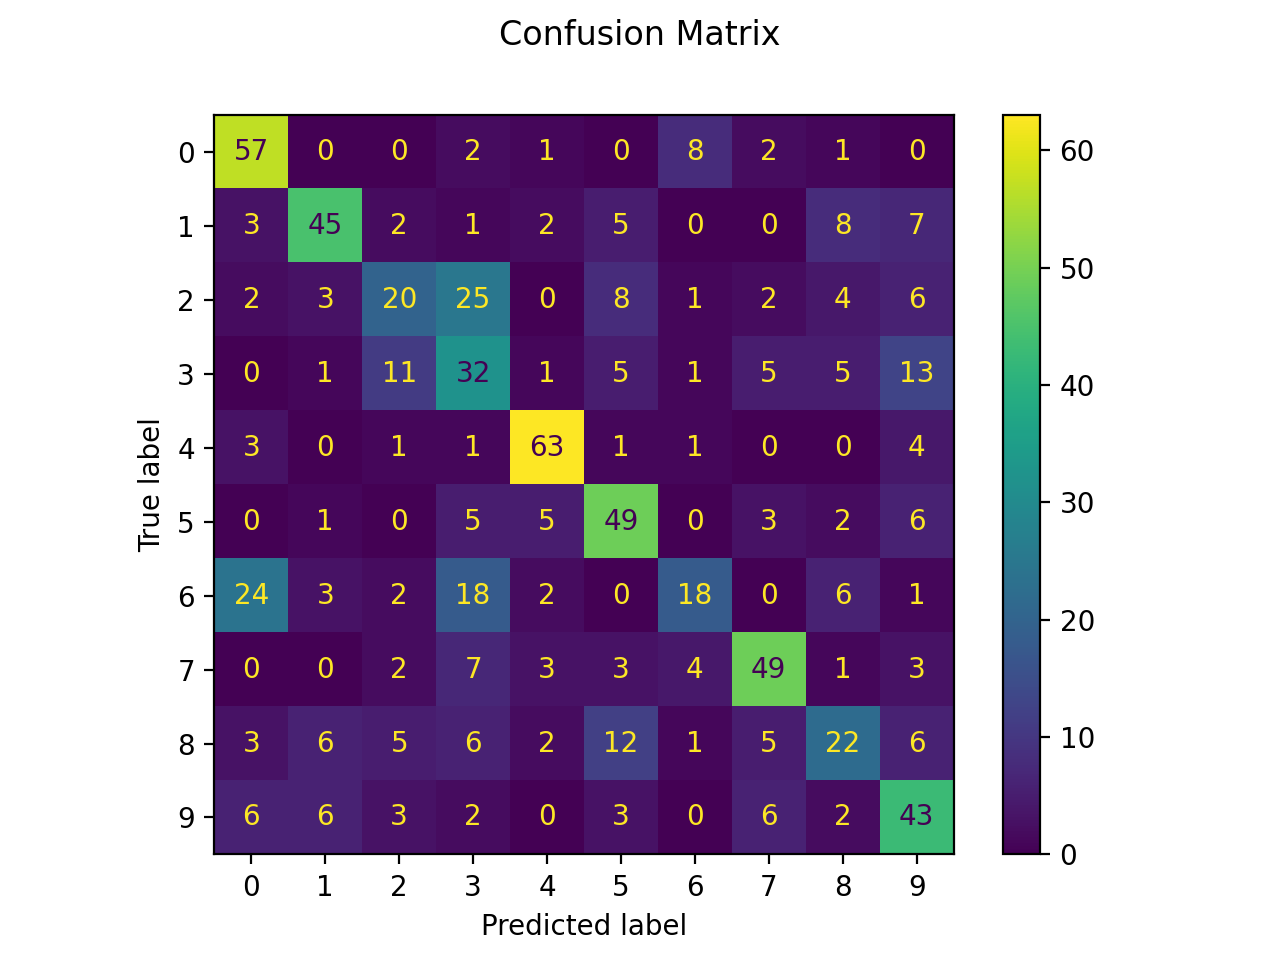 Confusion Matrix
0 57 0 0 2 1 0 8 2 1 0
1 3 45 2 1 2 5 0 0 8 7
2 2 3 20 25 0 8 1 2 4 6
3 0 1 11 32 1 5 1 5 5 13
4 3 0 1 1 63 1 1 0 0 4
5 0 1 0 5 5 49 0 3 2 6
6 24 3 2 18 2 0 18 0 6 1
7 0 0 2 7 3 3 4 49 1 3
8 3 6 5 6 2 12 1 5 22 6
9 6 6 3 2 0 3 0 6 2 43
0 1 2 3 4 5 6 7 8 9
Predicted label
True label
60
50
40
30
20
10
0